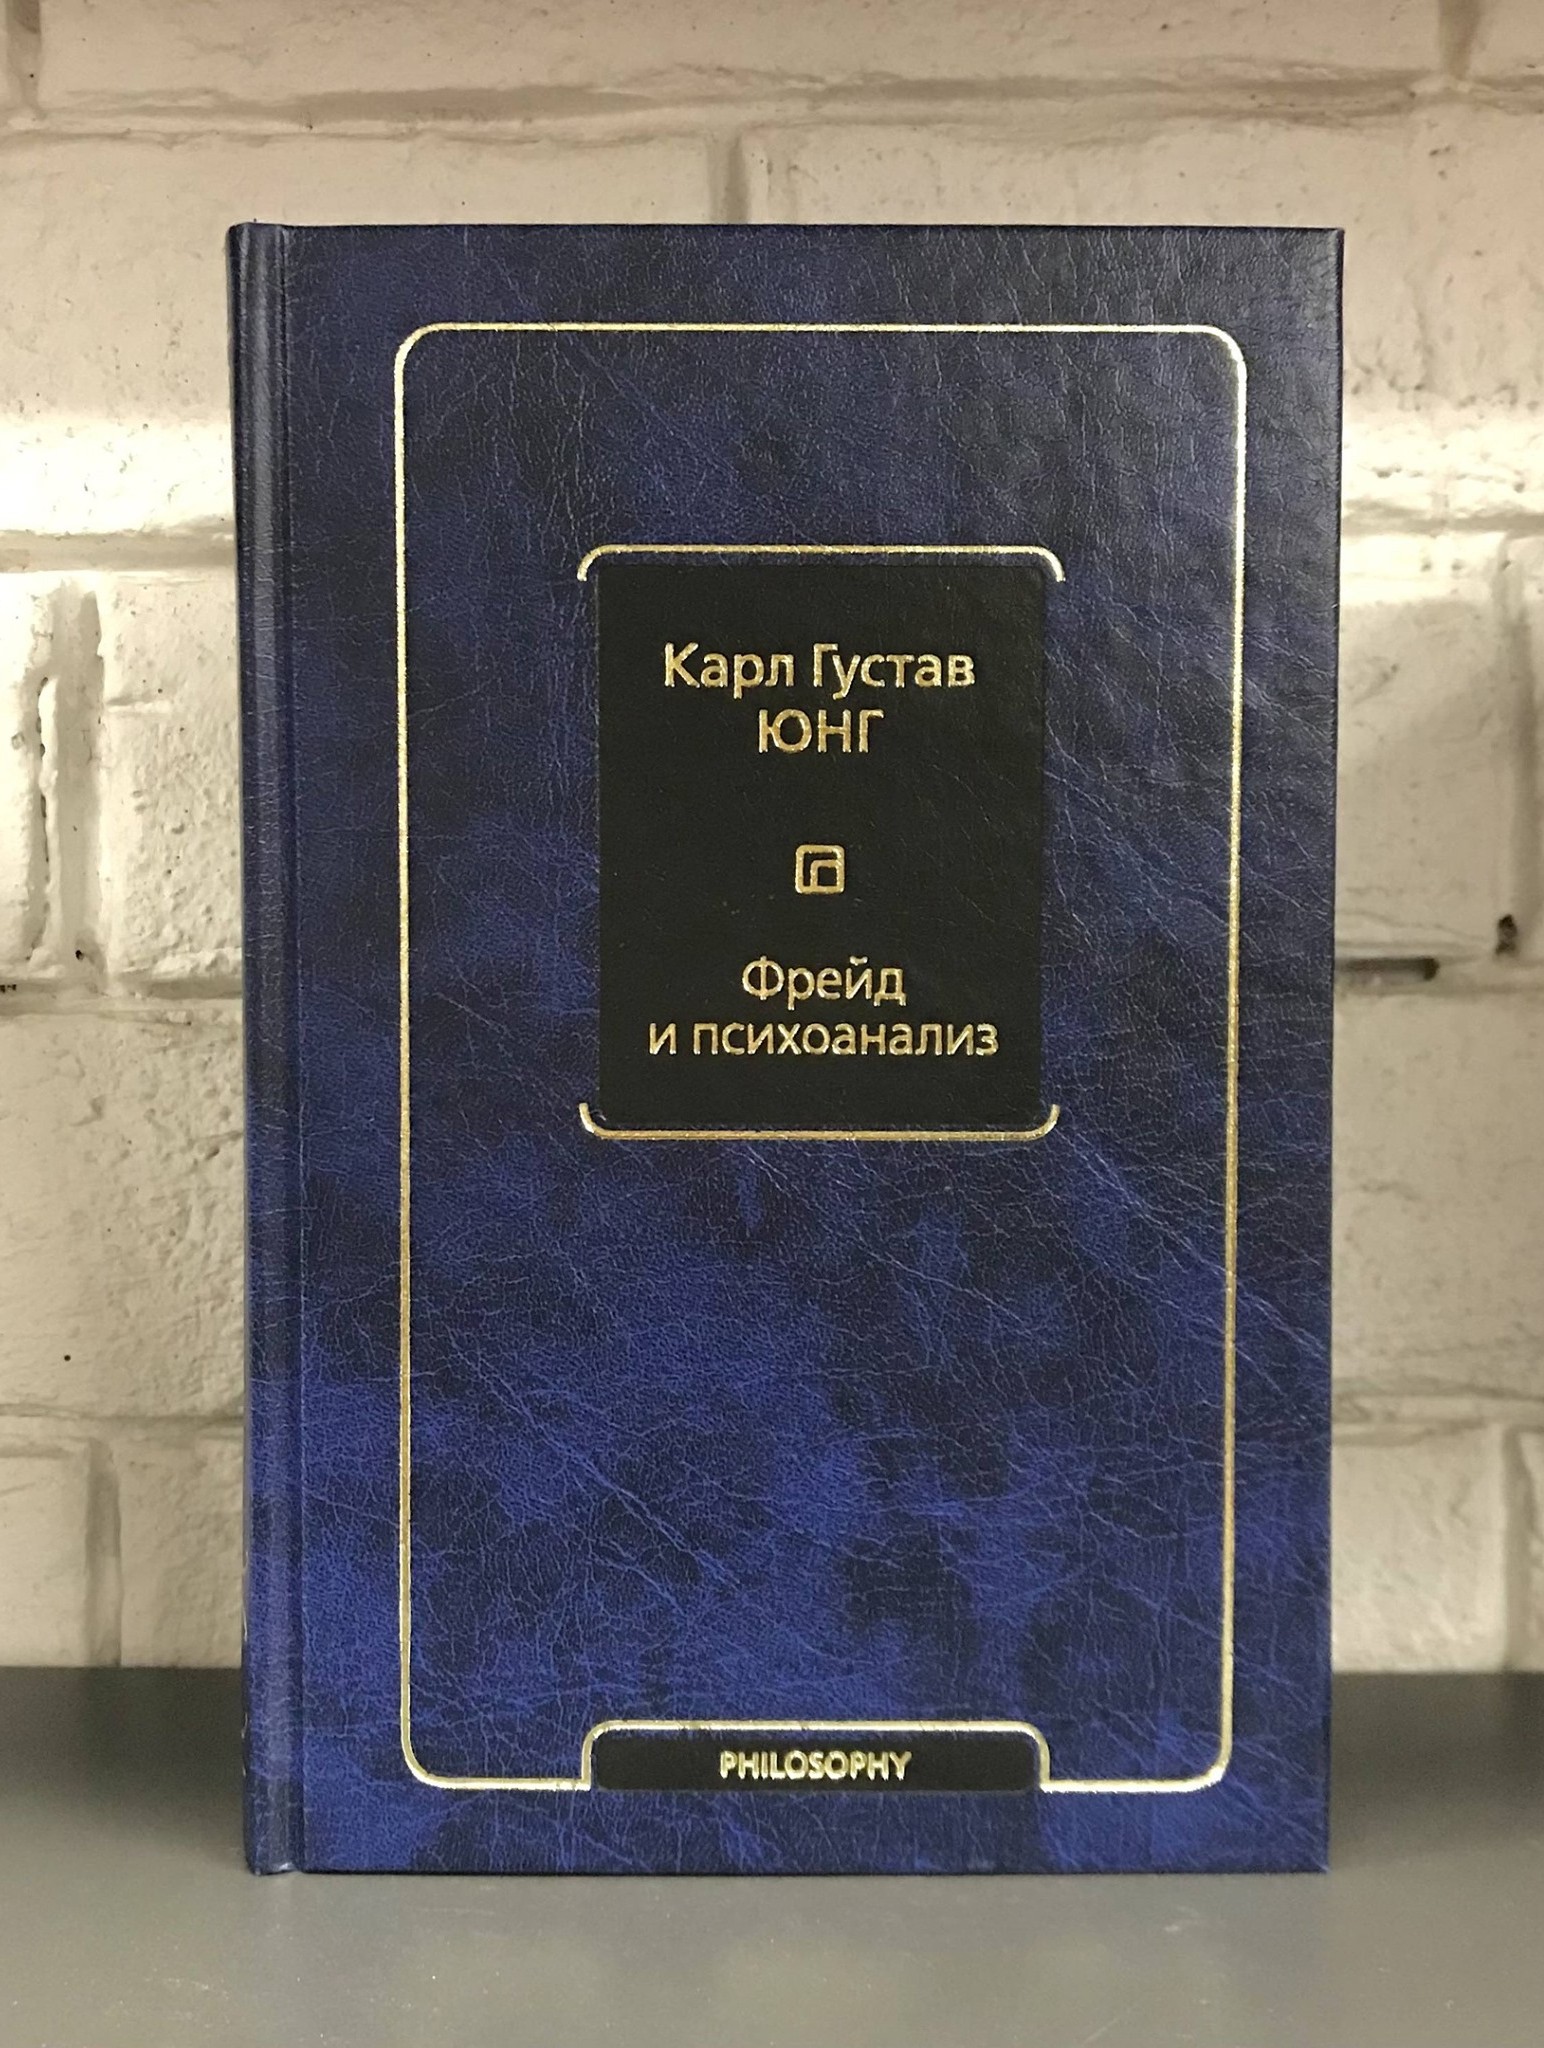 Карл Густав
ЮНГ
Фрейд
и психоанализ
PHILOSOPHY